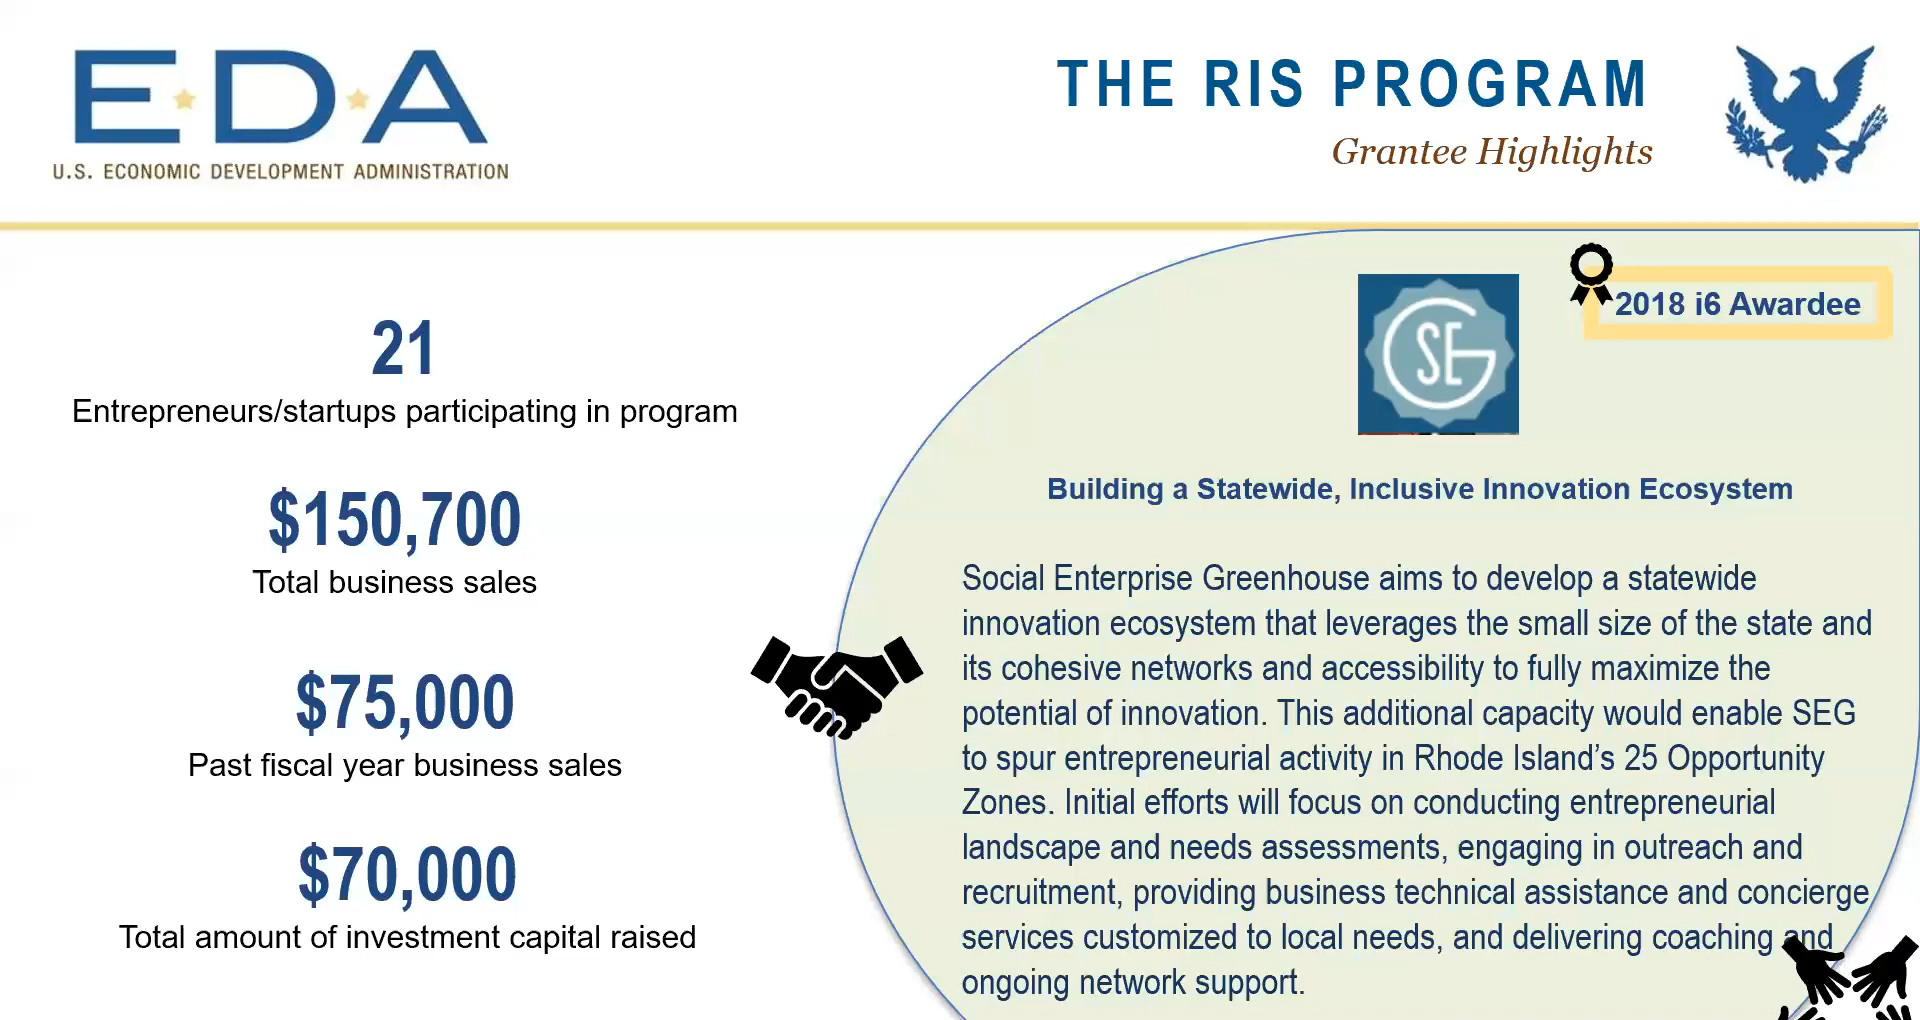 E D A
U.S. ECONOMIC DEVELOPMENT ADMINISTRATION
THE RIS PROGRAM
Grantee Highlights
21
Entrepreneurs/startups participating in program
$150,700
Total business sales
$75,000
Past fiscal year business sales
$70,000
Total amount of investment capital raised
SEG
2018 i6 Awardee
Building a Statewide, Inclusive Innovation Ecosystem
Social Enterprise Greenhouse aims to develop a statewide
innovation ecosystem that leverages the small size of the state and
its cohesive networks and accessibility to fully maximize the
potential of innovation. This additional capacity would enable SEG
to spur entrepreneurial activity in Rhode Island’s 25 Opportunity
Zones. Initial efforts will focus on conducting entrepreneurial
landscape and needs assessments, engaging in outreach and
recruitment, providing business technical assistance and concierge
services customized to local needs, and delivering coaching and
ongoing network support.